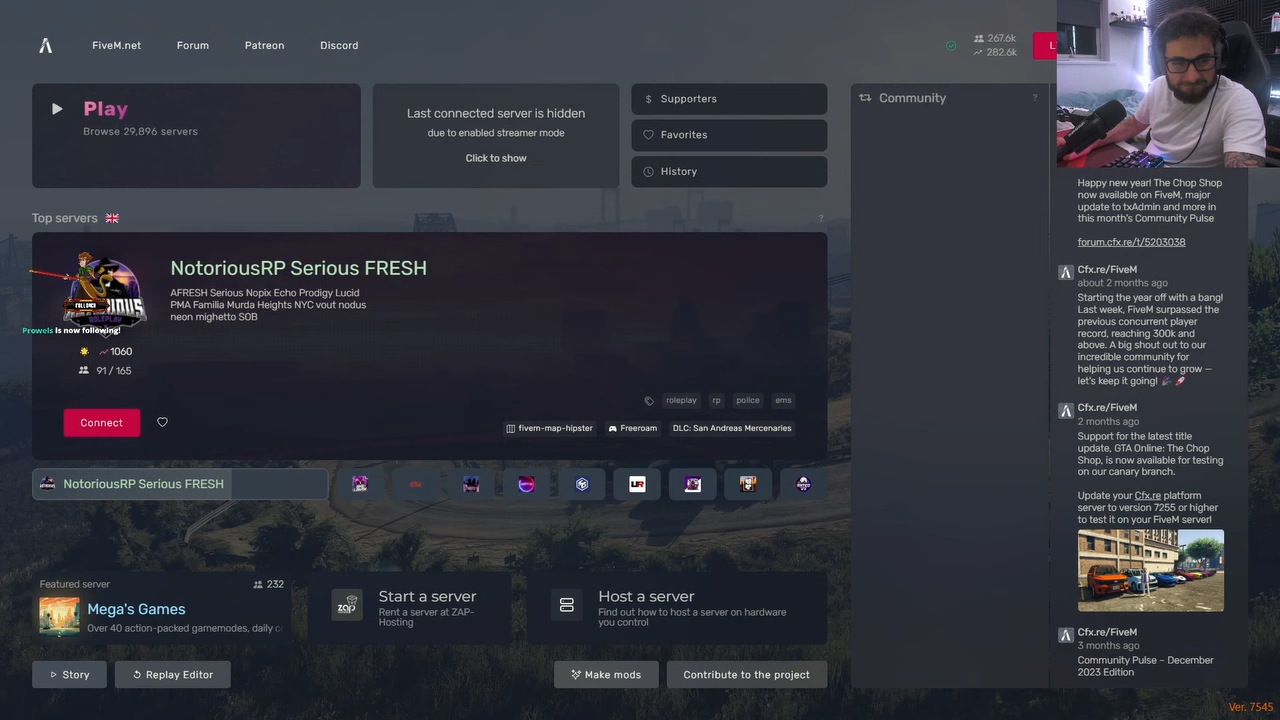 FiveM.net
Forum
Patreon
Discord
267.6k
282.6k
L
Play
Browse 29,896 servers
Last connected server is hidden
due to enabled streamer mode
Click to show
$ Supporters
Favorites
History
Community
?
Top servers
?
NotoriousRP Serious FRESH
AFRESH Serious Nopix Echo Prodigy Lucid
PMA Familia Murda Heights NYC vout nodus
neon mighetto SOB
ROLEPLAY
Prowels Is now following!
1060
91 / 165
Connect
roleplay
rp
police
ems
fivem-map-hipster
Freeroam
DLC: San Andreas Mercenaries
NotoriousRP Serious FRESH
UR
Featured server
232
Mega's Games
Over 40 action-packed gamemodes, daily c
ZAP
Start a server
Rent a server at ZAP-
Hosting
Host a server
Find out how to host a server on hardware
you control
Story
Replay Editor
Make mods
Contribute to the project
Happy new year! The Chop Shop
now available on FiveM, major
update to txAdmin and more in
this month's Community Pulse
forum.cfx.re/t/5203038
Cfx.re/FiveM
about 2 months ago
Starting the year off with a bang!
Last week, FiveM surpassed the
previous concurrent player
record, reaching 300k and
above. A big shout out to our
incredible community for
helping us continue to grow —
let's keep it going! 🎉 🚀
Cfx.re/FiveM
2 months ago
Support for the latest title
update, GTA Online: The Chop
Shop, is now available for testing
on our canary branch.
Update your Cfx.re platform
server to version 7255 or higher
to test it on your FiveM server!
Cfx.re/FiveM
3 months ago
Community Pulse – December
2023 Edition
Ver. 7545